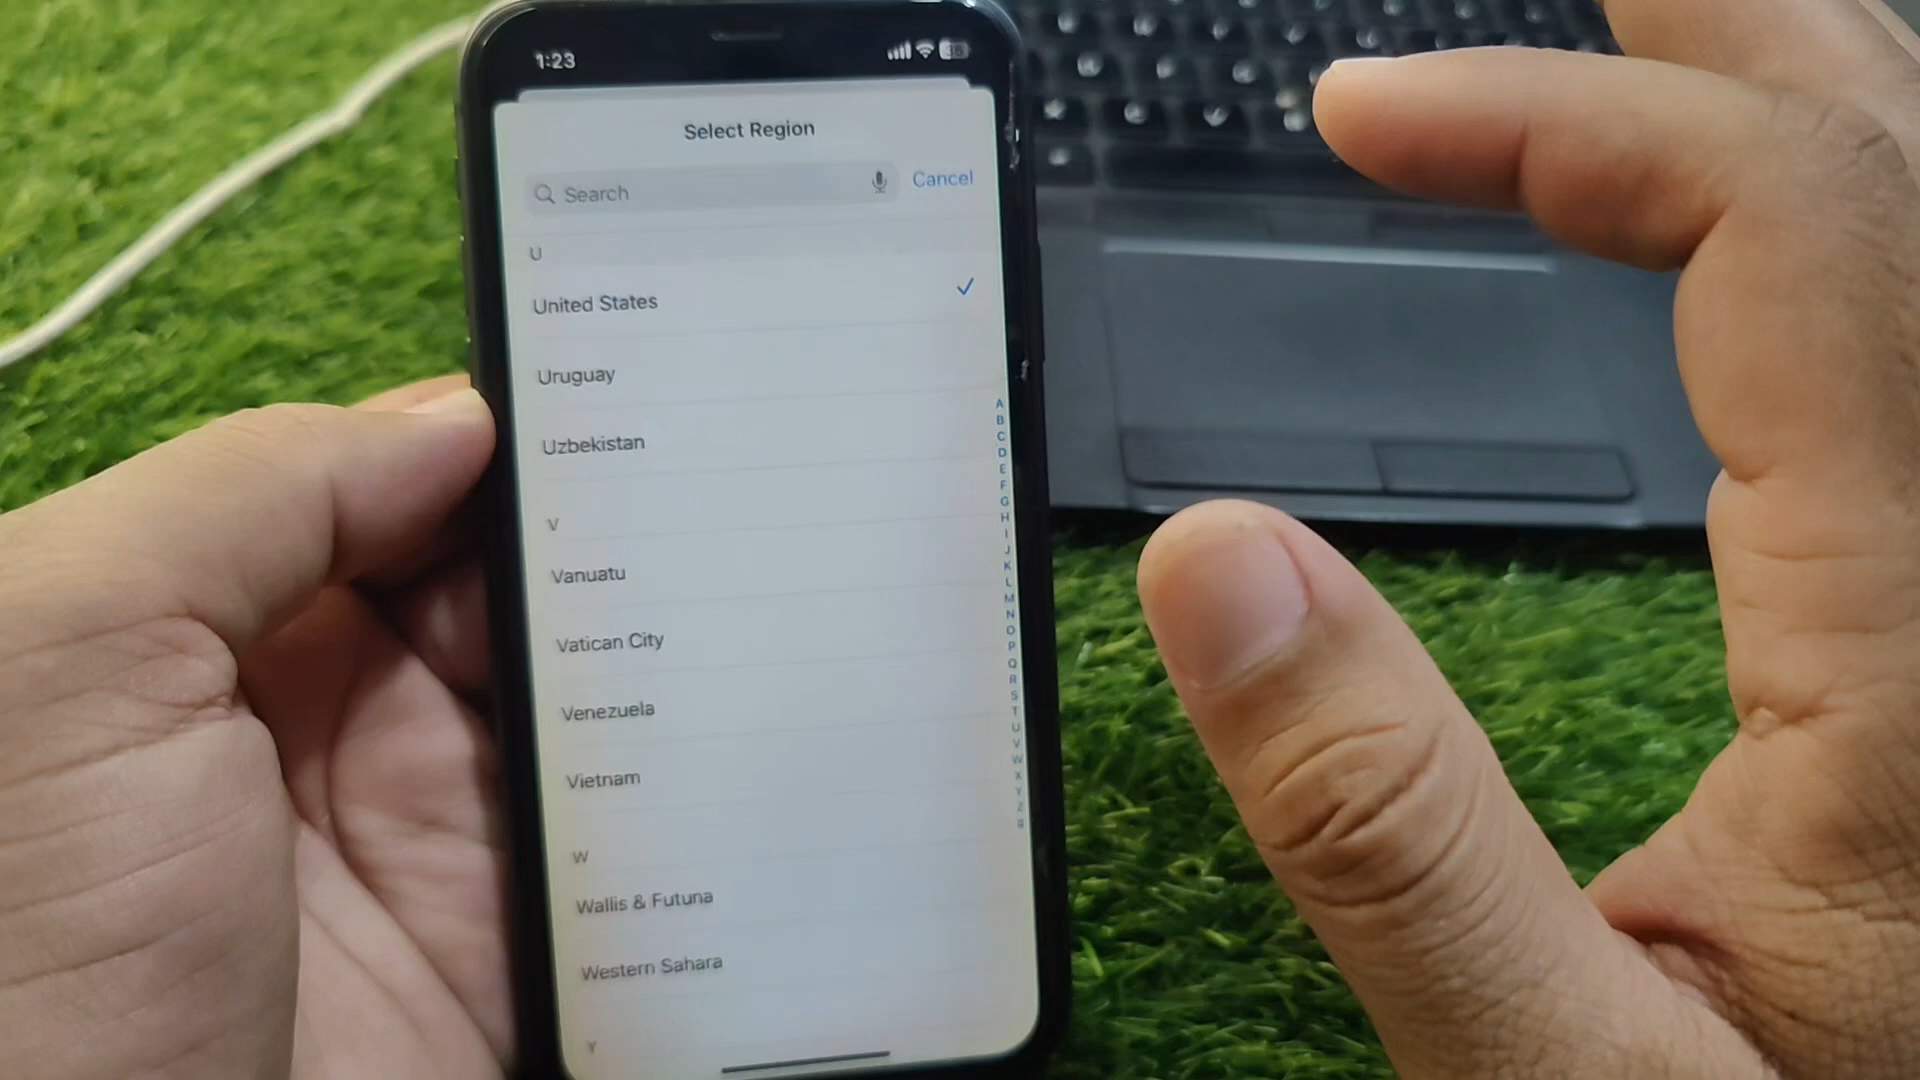 1:23
36
Select Region
Search
Cancel
U
United States
Uruguay
Uzbekistan
V
Vanuatu
Vatican City
Venezuela
Vietnam
W
Wallis & Futuna
Western Sahara
Y
A
B
C
D
E
F
G
H
I
J
K
L
M
N
O
P
Q
R
S
T
U
V
W
X
Y
Z
#